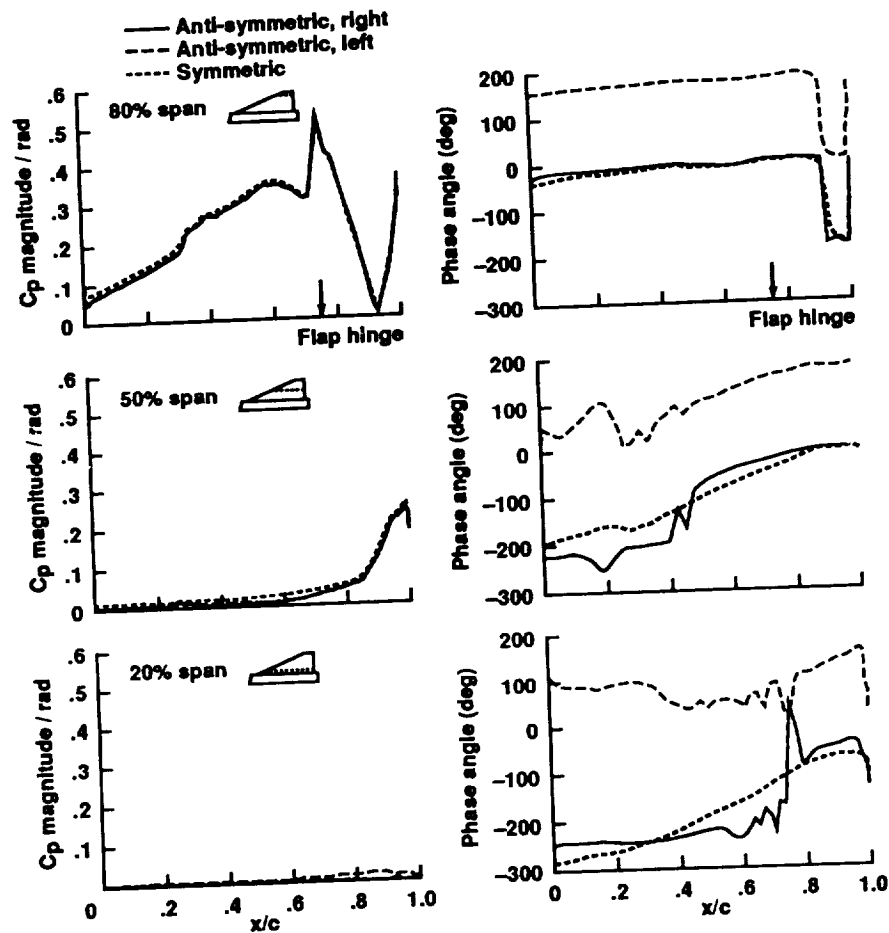 Anti-symmetric, right
Anti-symmetric, left
Symmetric
Cp magnitude / rad
.6
.5
.4
.3
.2
.1
0
80% span
Flap hinge
Phase angle (deg)
200
100
0
−100
−200
−300
Flap hinge
Cp magnitude / rad
.6
.5
.4
.3
.2
.1
0
50% span
Phase angle (deg)
200
100
0
−100
−200
−300
Cp magnitude / rad
.6
.5
.4
.3
.2
.1
20% span
0 .2 .4 .6 .8 1.0
x/c
Phase angle (deg)
200
100
0
−100
−200
−300
0 .2 .4 .6 .8 1.0
x/c